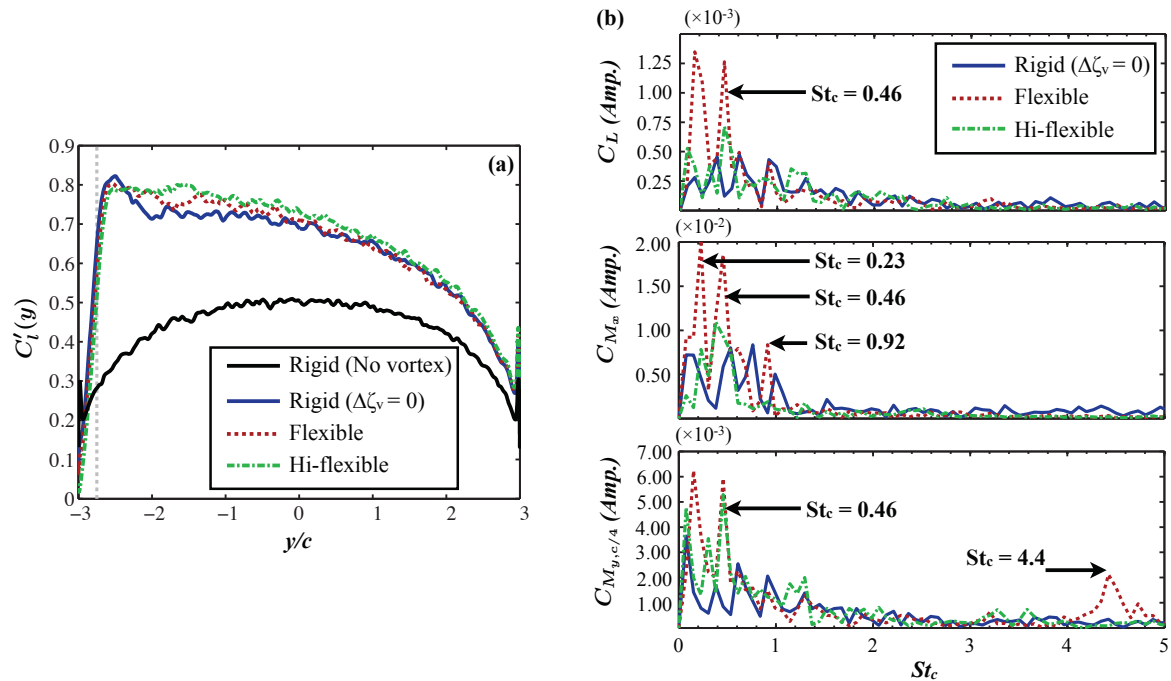 (a)
0.9
0.8
0.7
0.6
0.5
0.4
0.3
0.2
0.1
0
C′l(y)
Rigid (No vortex)
Rigid (Δζv = 0)
Flexible
Hi-flexible
−3 −2 −1 0 1 2 3
y/c
(b)
(×10-3)
1.25
1.00
0.75
0.50
0.25
CL (Amp.)
Stc = 0.46
Rigid (Δζv = 0)
Flexible
Hi-flexible
(×10-2)
2.00
1.50
1.00
0.50
CMx (Amp.)
Stc = 0.23
Stc = 0.46
Stc = 0.92
(×10-3)
7.00
6.00
5.00
4.00
3.00
2.00
1.00
CMy,c/4 (Amp.)
Stc = 0.46
Stc = 4.4
0 1 2 3 4 5
Stc